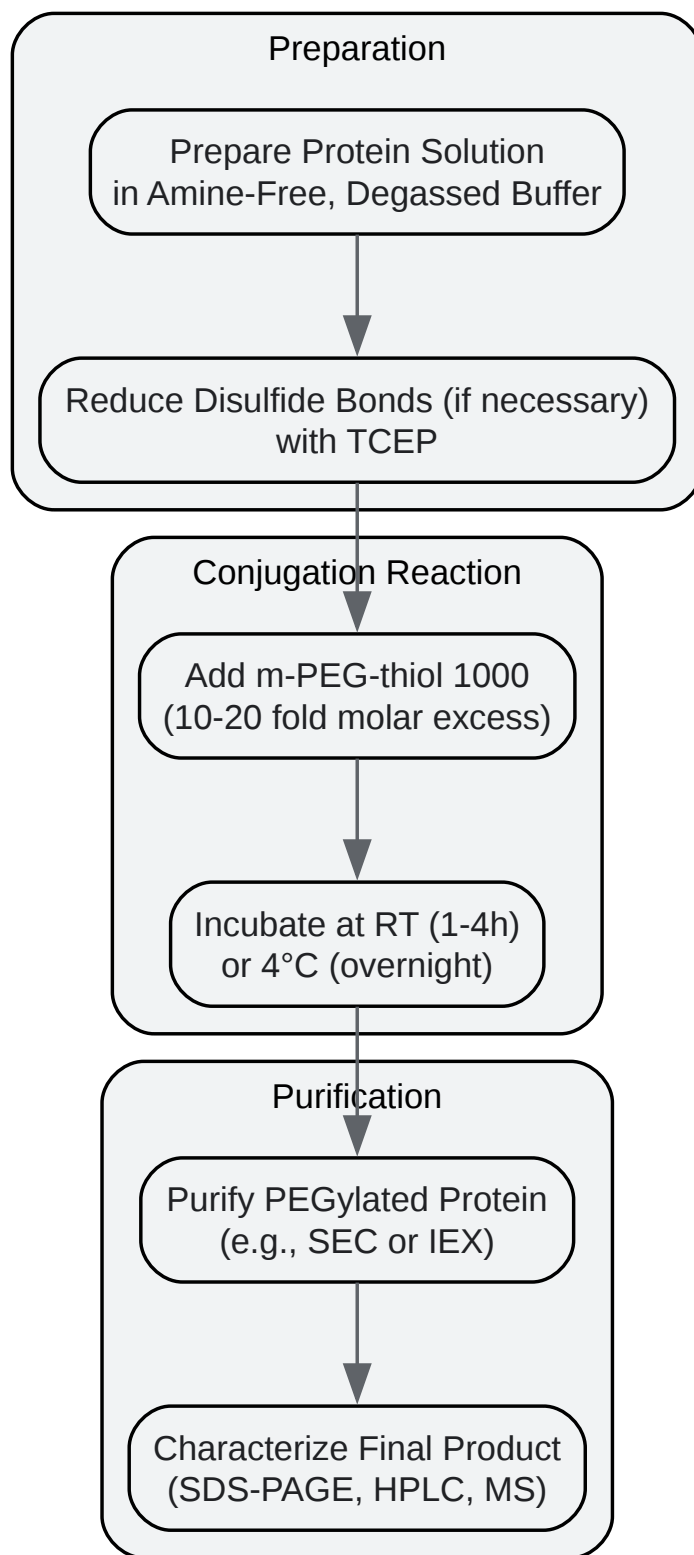 Preparation
Prepare Protein Solution
in Amine-Free, Degassed Buffer
Reduce Disulfide Bonds (if necessary)
with TCEP
Conjugation Reaction
Add m-PEG-thiol 1000
(10-20 fold molar excess)
Incubate at RT (1-4h)
or 4°C (overnight)
Purification
Purify PEGylated Protein
(e.g., SEC or IEX)
Characterize Final Product
(SDS-PAGE, HPLC, MS)